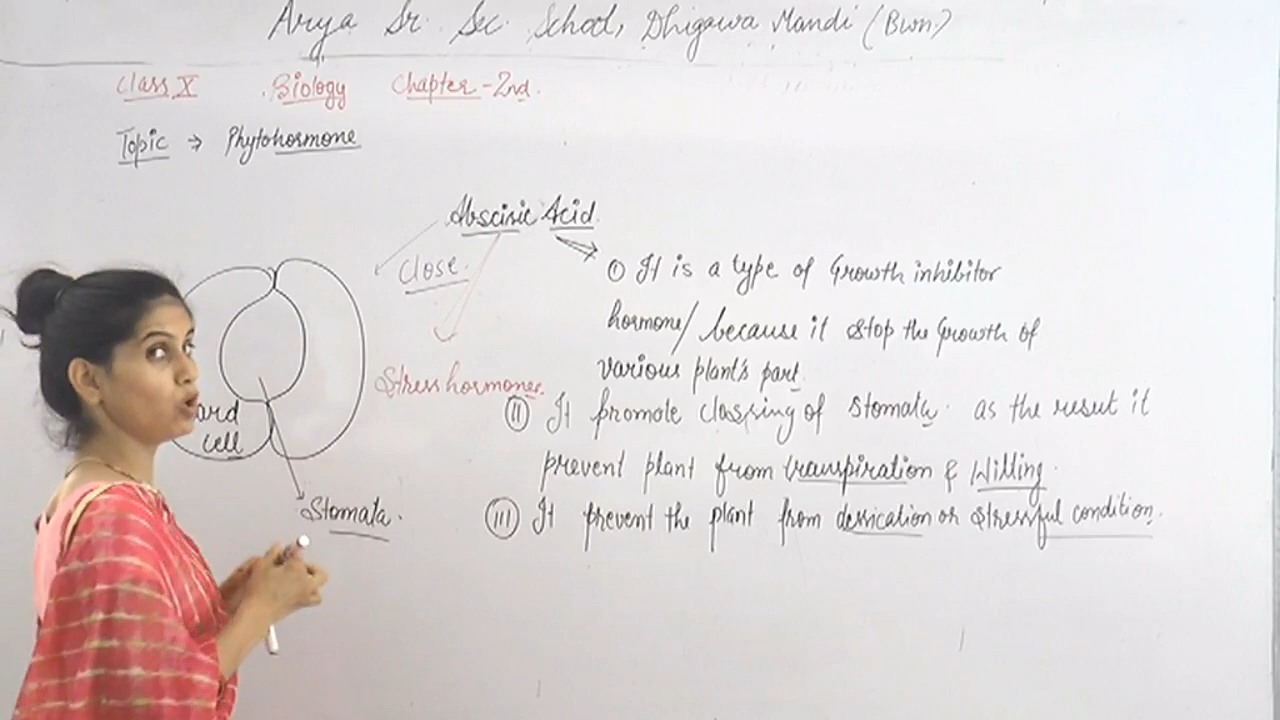 Arya Sr. Sec. School, Dhigawa Mandi (Bwn)
Class X Biology Chapter-2nd.
Topic → Phytohormone
Abscisic Acid.
Close.
① It is a type of Growth inhibitor
hormone/ because it stop the Growth of
various plant's part.
Stress hormones.
(II) It promote classing of Stomata. as the result it
ard
cell
prevent plant from transpiration & Willing.
Stomata.
(III) It prevent the plant from dessication or Stressful condition.